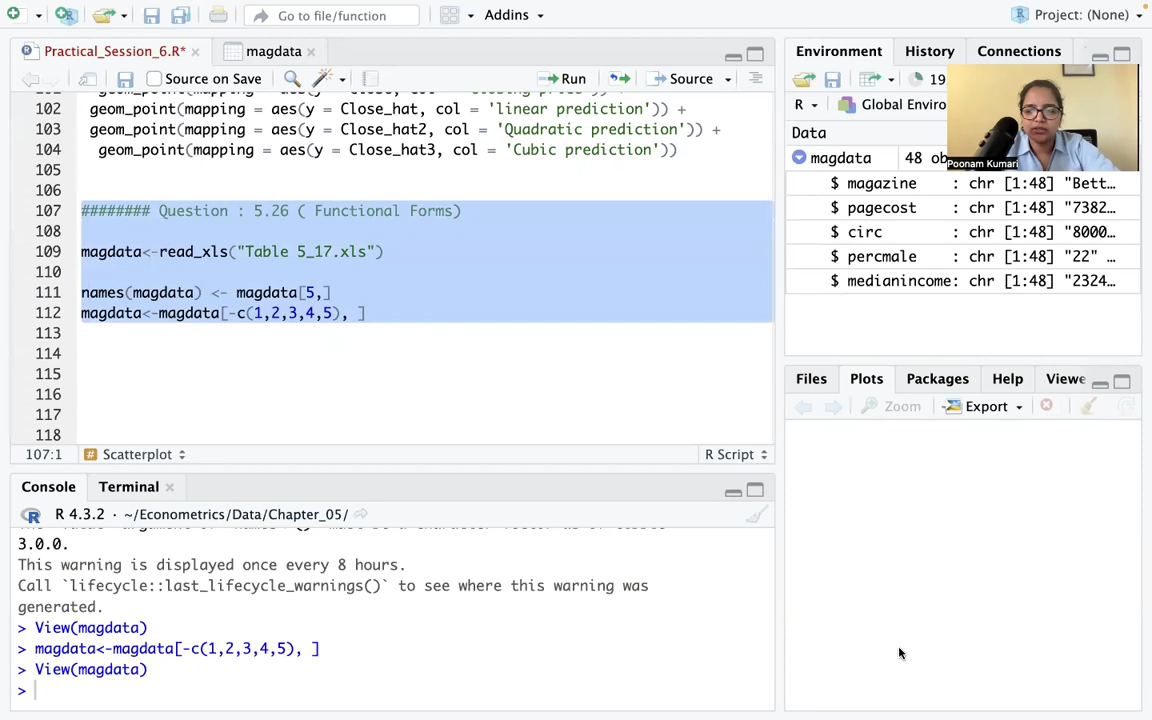 Go to file/function
Addins
Project: (None)
Practical_Session_6.R*
magdata
Source on Save
Run
Source
102 geom_point(mapping = aes(y = Close_hat, col = 'linear prediction')) +
103 geom_point(mapping = aes(y = Close_hat2, col = 'Quadratic prediction')) +
104 geom_point(mapping = aes(y = Close_hat3, col = 'Cubic prediction'))
105
106
107 ######## Question : 5.26 ( Functional Forms)
108
109 magdata<-read_xls("Table 5_17.xls")
110
111 names(magdata) <- magdata[5,]
112 magdata<-magdata[-c(1,2,3,4,5), ]
113
114
115
116
117
118
107:1
# Scatterplot
R Script
Console
Terminal
R 4.3.2 · ~/Econometrics/Data/Chapter_05/
3.0.0.
This warning is displayed once every 8 hours.
Call `lifecycle::last_lifecycle_warnings()` to see where this warning was
generated.
> View(magdata)
> magdata<-magdata[-c(1,2,3,4,5), ]
> View(magdata)
>
Environment
History
Connections
19
R
Global Enviro
Poonam Kumari
Data
magdata 48 ob
$ magazine : chr [1:48] "Bett…
$ pagecost : chr [1:48] "7382…
$ circ : chr [1:48] "8000…
$ percmale : chr [1:48] "22" …
$ medianincome: chr [1:48] "2324…
Files
Plots
Packages
Help
Viewe
Zoom
Export